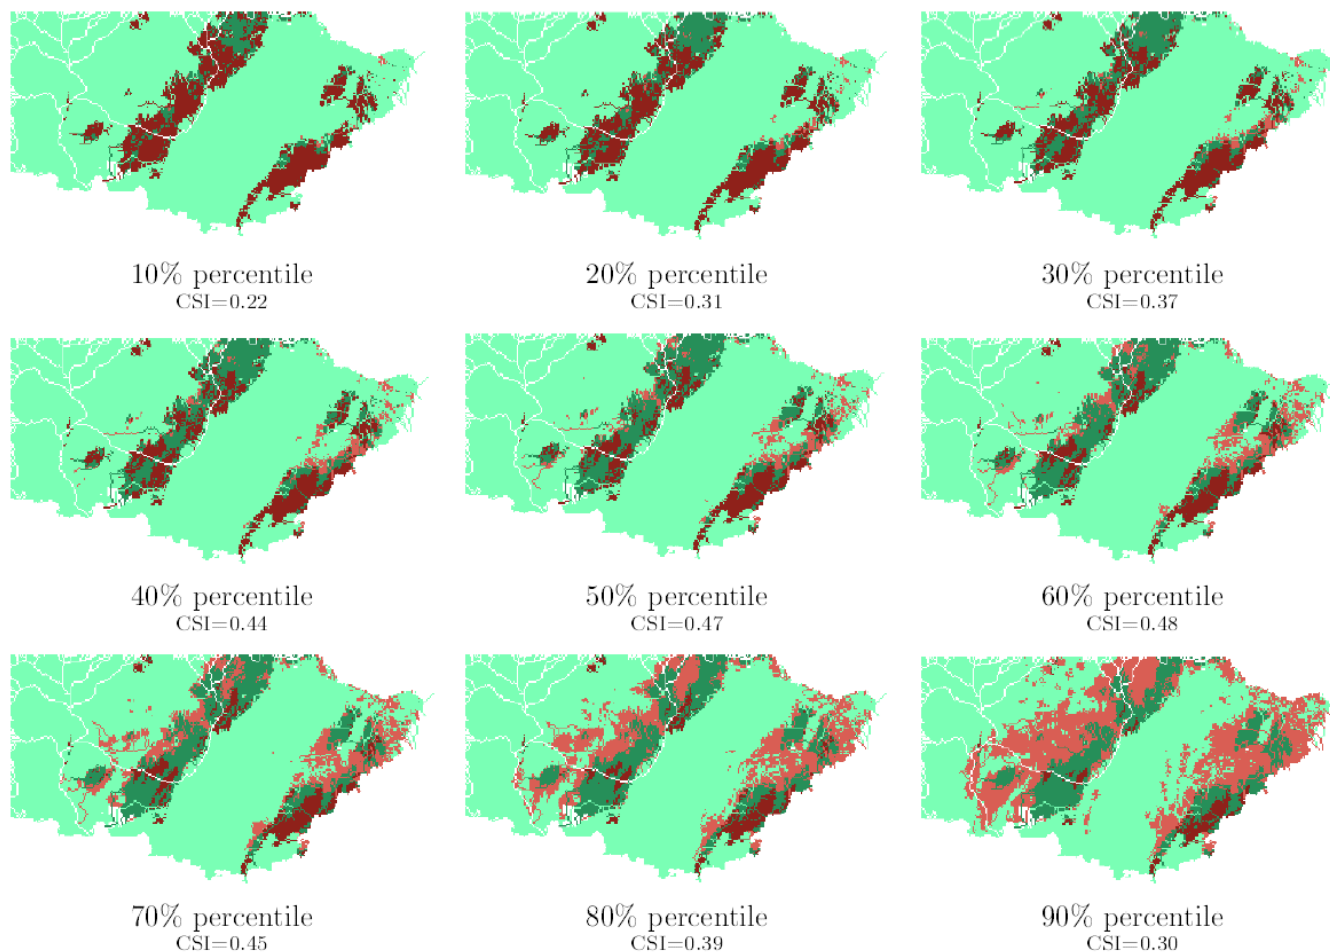 10% percentile
CSI=0.22
20% percentile
CSI=0.31
30% percentile
CSI=0.37
40% percentile
CSI=0.44
50% percentile
CSI=0.47
60% percentile
CSI=0.48
70% percentile
CSI=0.45
80% percentile
CSI=0.39
90% percentile
CSI=0.30